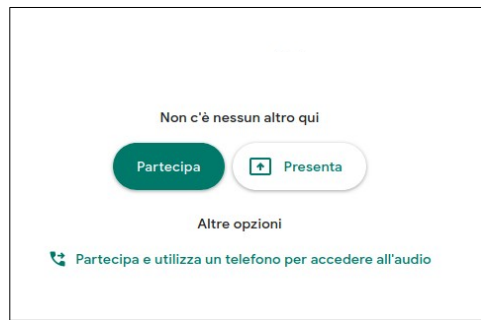 Non c'è nessun altro qui
Partecipa
Presenta
Altre opzioni
Partecipa e utilizza un telefono per accedere all'audio